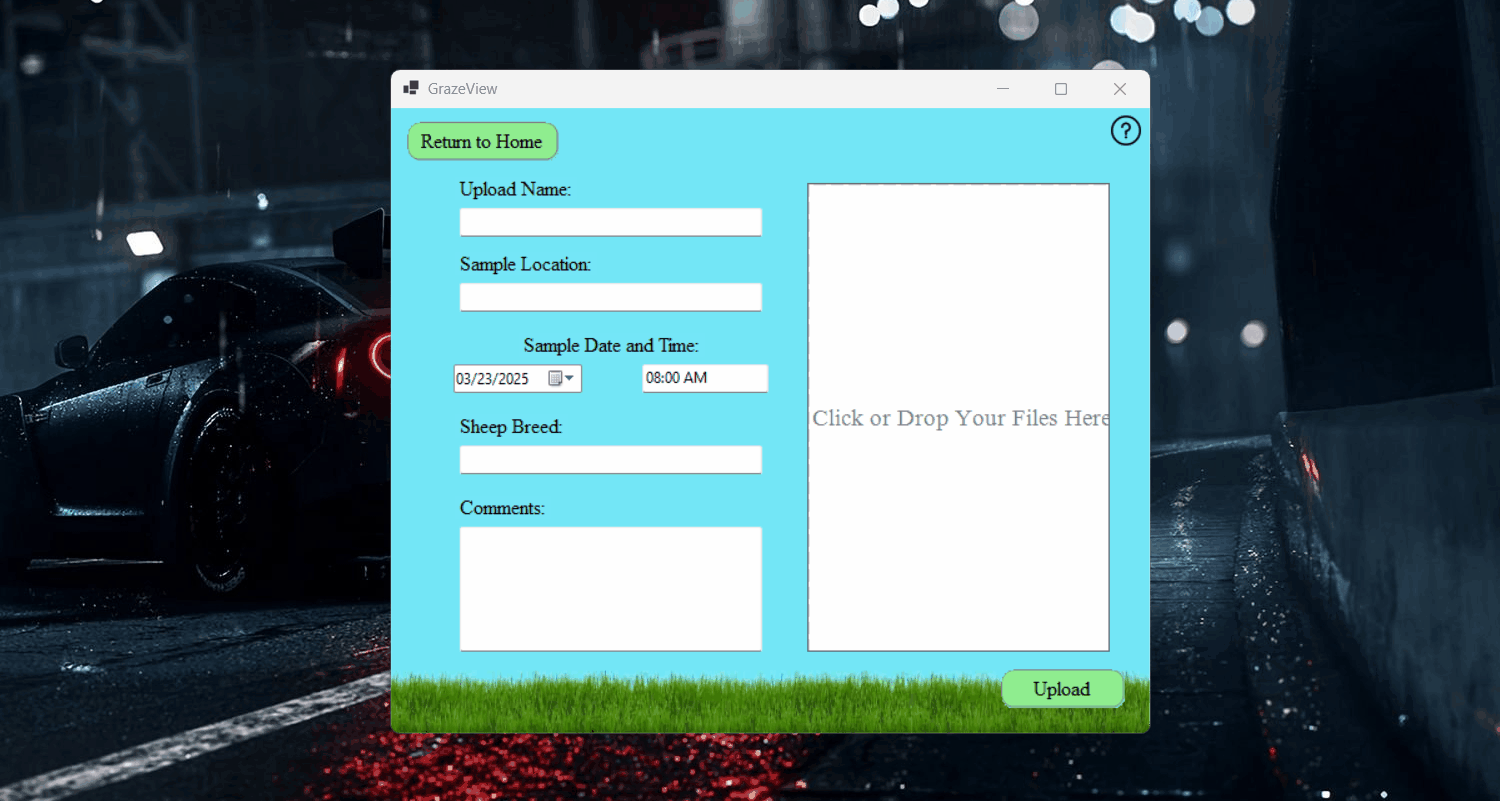 GrazeView
Return to Home
?
Upload Name:
Sample Location:
Sample Date and Time:
03/23/2025
08:00 AM
Sheep Breed:
Comments:
Click or Drop Your Files Here
Upload